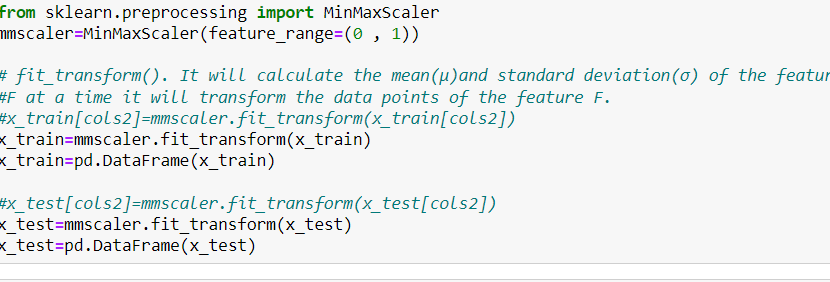 from sklearn.preprocessing import MinMaxScaler
mmscaler=MinMaxScaler(feature_range=(0 , 1))
# fit_transform(). It will calculate the mean(μ)and standard deviation(σ) of the featur
#F at a time it will transform the data points of the feature F.
#x_train[cols2]=mmscaler.fit_transform(x_train[cols2])
x_train=mmscaler.fit_transform(x_train)
x_train=pd.DataFrame(x_train)
#x_test[cols2]=mmscaler.fit_transform(x_test[cols2])
x_test=mmscaler.fit_transform(x_test)
x_test=pd.DataFrame(x_test)